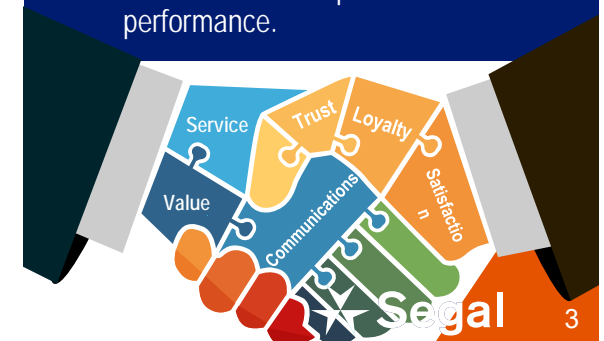 performance.
Service
Trust
Loyalty
Value
Communications
Satisfactio
n
Segal
3